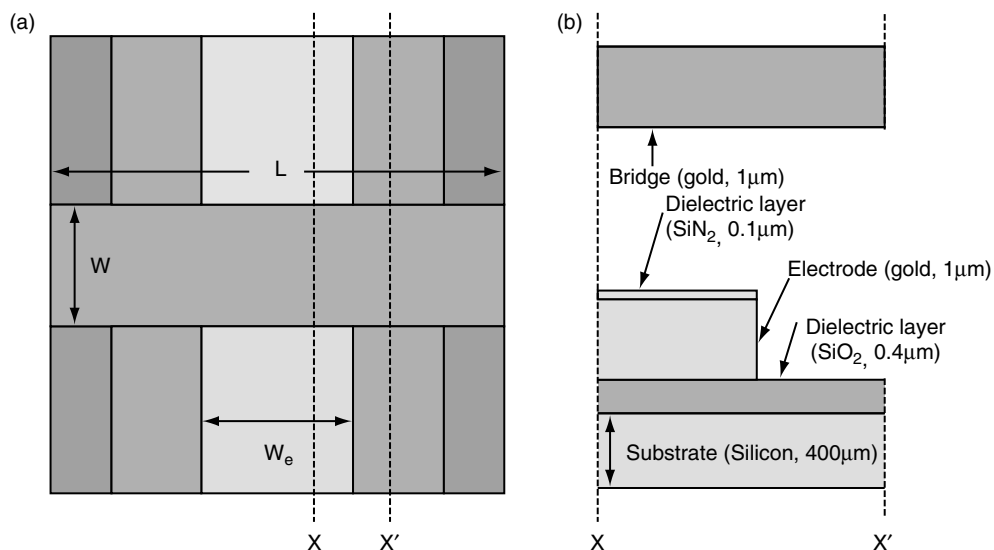 (a)
L
W
Wₑ
X
X′
(b)
Bridge (gold, 1μm)
Dielectric layer
(SiN₂, 0.1μm)
Electrode (gold, 1μm)
Dielectric layer
(SiO₂, 0.4μm)
Substrate (Silicon, 400μm)
X
X′